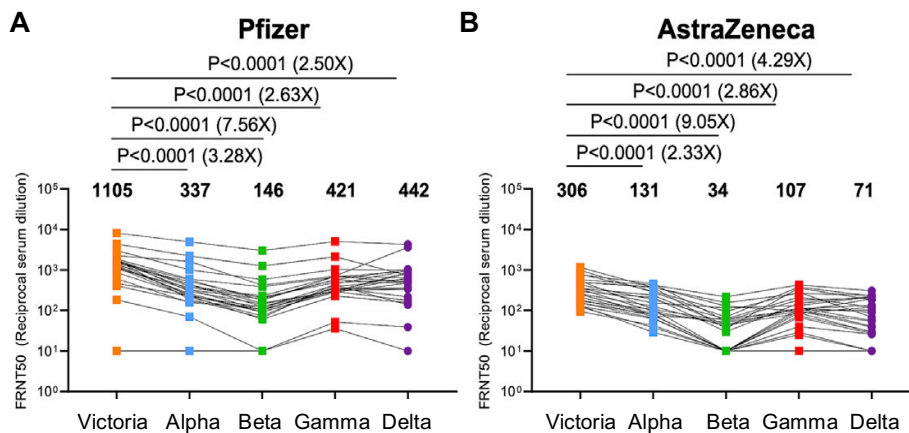 A
Pfizer
P<0.0001 (2.50X)
P<0.0001 (2.63X)
P<0.0001 (7.56X)
P<0.0001 (3.28X)
1105 337 146 421 442
FRNT50 (Reciprocal serum dilution)
10⁵
10⁴
10³
10²
10¹
10⁰
Victoria Alpha Beta Gamma Delta
B
AstraZeneca
P<0.0001 (4.29X)
P<0.0001 (2.86X)
P<0.0001 (9.05X)
P<0.0001 (2.33X)
306 131 34 107 71
FRNT50 (Reciprocal serum dilution)
10⁵
10⁴
10³
10²
10¹
10⁰
Victoria Alpha Beta Gamma Delta